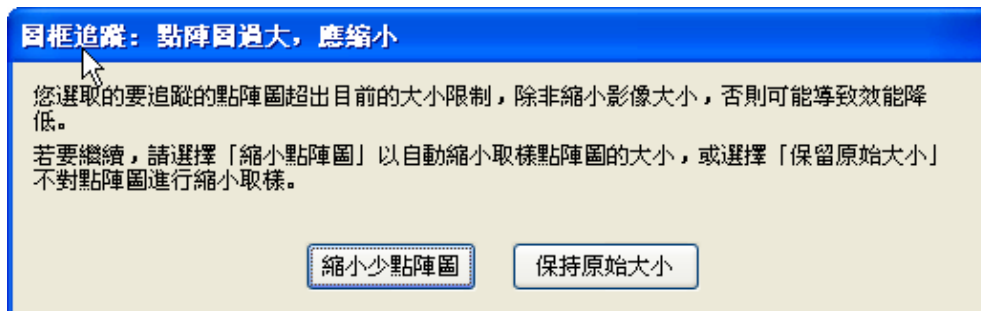 圖框追蹤：點陣圖過大，應縮小
您選取的要追蹤的點陣圖超出目前的大小限制，除非縮小影像大小，否則可能導致效能降
低。
若要繼續，請選擇「縮小點陣圖」以自動縮小取樣點陣圖的大小，或選擇「保留原始大小」
不對點陣圖進行縮小取樣。
縮小少點陣圖
保持原始大小